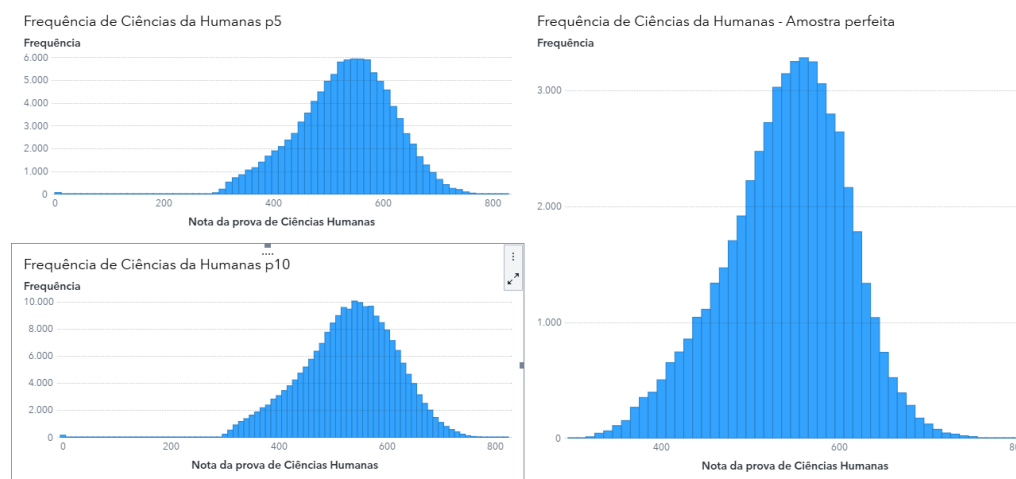 Frequência de Ciências da Humanas p5
Frequência
6.000
5.000
4.000
3.000
2.000
1.000
0
0 200 400 600 800
Nota da prova de Ciências Humanas
Frequência de Ciências da Humanas p10
Frequência
10.000
8.000
6.000
4.000
2.000
0
0 200 400 600 800
Nota da prova de Ciências Humanas
Frequência de Ciências da Humanas - Amostra perfeita
Frequência
3.000
2.000
1.000
0
400 600
Nota da prova de Ciências Humanas